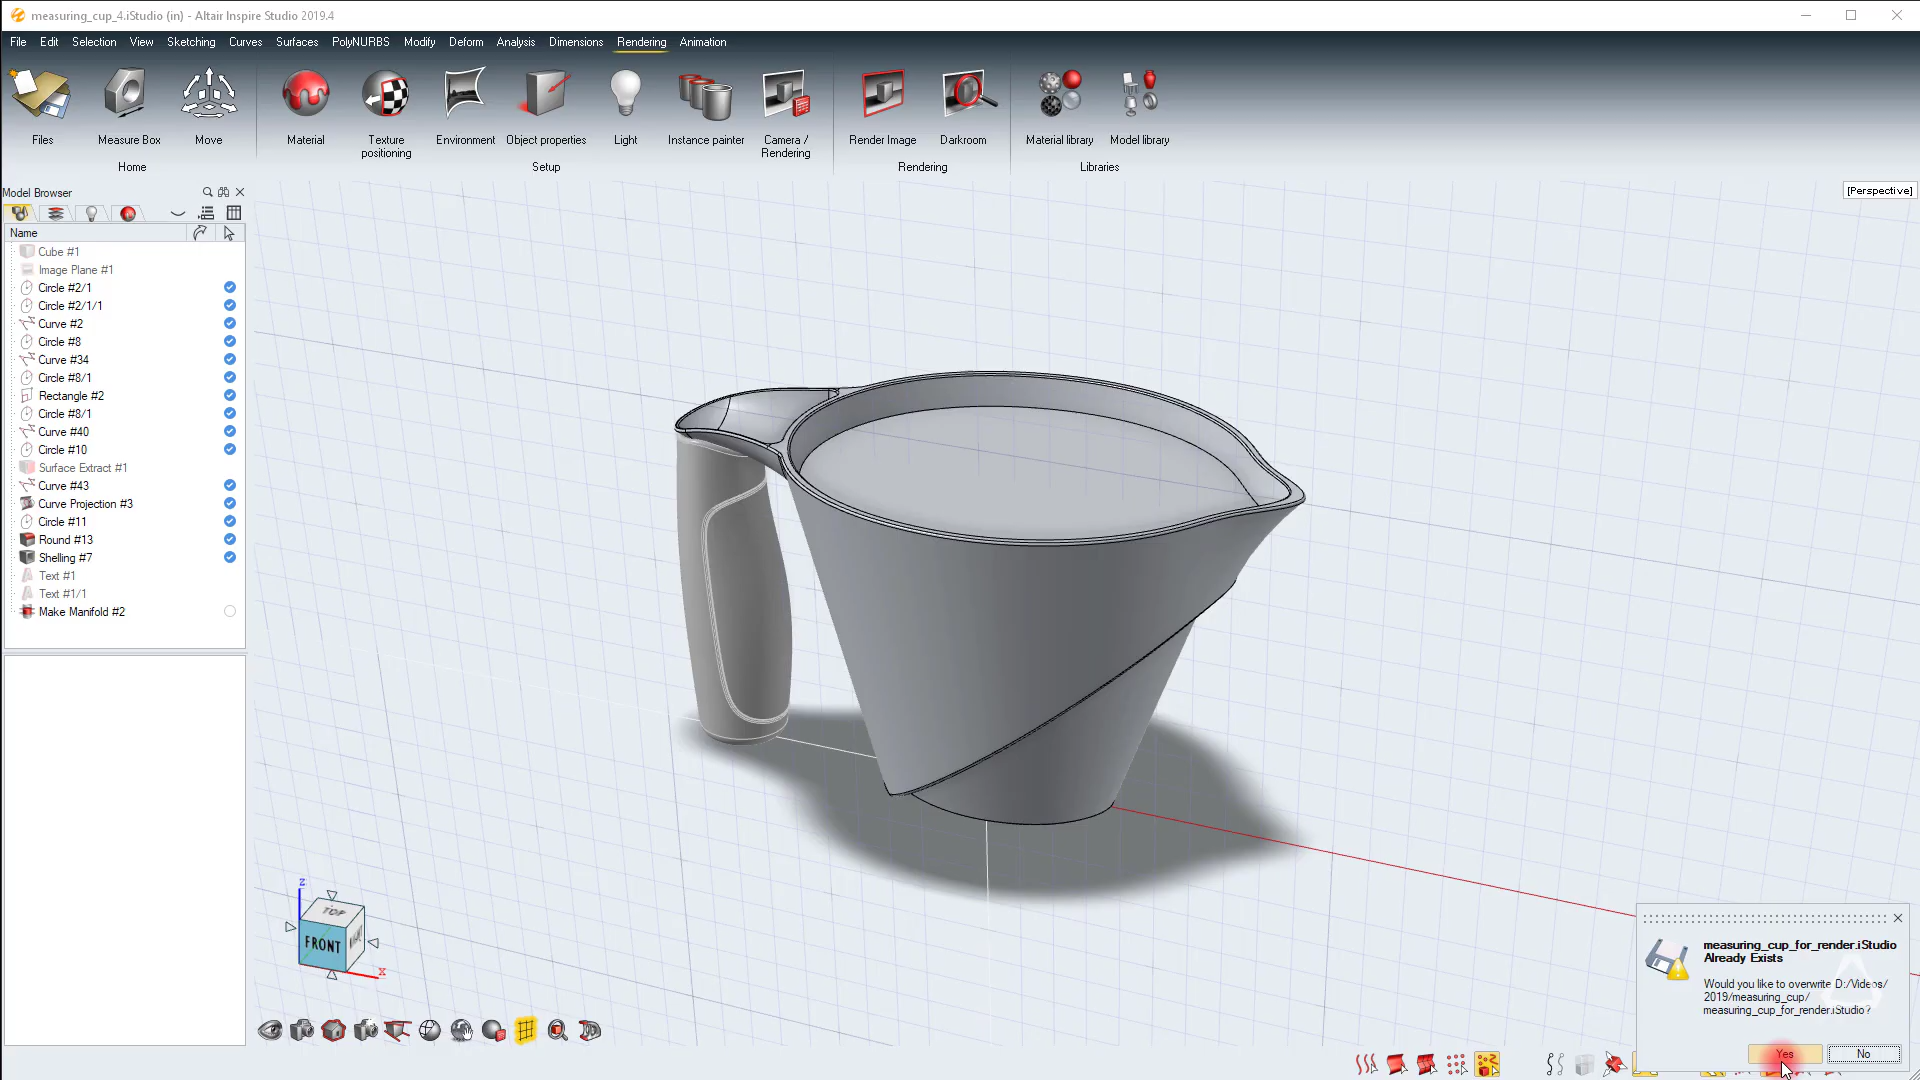 measuring_cup_4.iStudio (in) - Altair Inspire Studio 2019.4
File Edit Selection View Sketching Curves Surfaces PolyNURBS Modify Deform Analysis Dimensions Rendering Animation
Files Measure Box Move Material Texture positioning Environment Object properties Light Instance painter Camera / Rendering Render Image Darkroom Material library Model library
Home Setup Rendering Libraries
Model Browser
[Perspective]
Name
Cube #1
Image Plane #1
Circle #2/1
Circle #2/1/1
Curve #2
Circle #8
Curve #34
Circle #8/1
Rectangle #2
Circle #8/1
Curve #40
Circle #10
Surface Extract #1
Curve #43
Curve Projection #3
Circle #11
Round #13
Shelling #7
Text #1
Text #1/1
Make Manifold #2
Z
TOP
FRONT
X
measuring_cup_for_render.iStudio
Already Exists
Would you like to overwrite D:/Videos/
2019/measuring_cup/
measuring_cup_for_render.iStudio?
Yes No